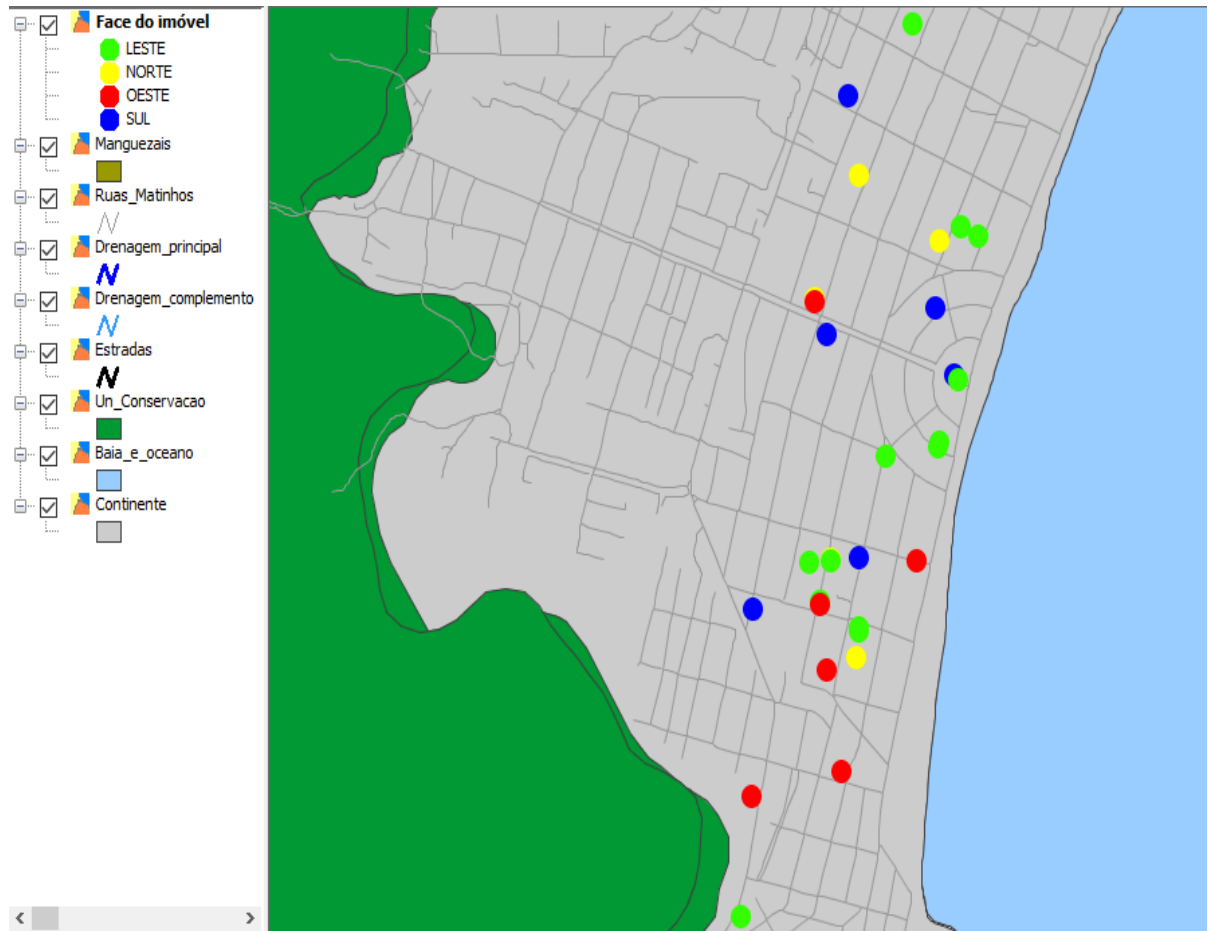 Face do imóvel
LESTE
NORTE
OESTE
SUL
Manguezais
Ruas_Matinhos
Drenagem_principal
Drenagem_complemento
Estradas
Un_Conservacao
Baia_e_oceano
Continente